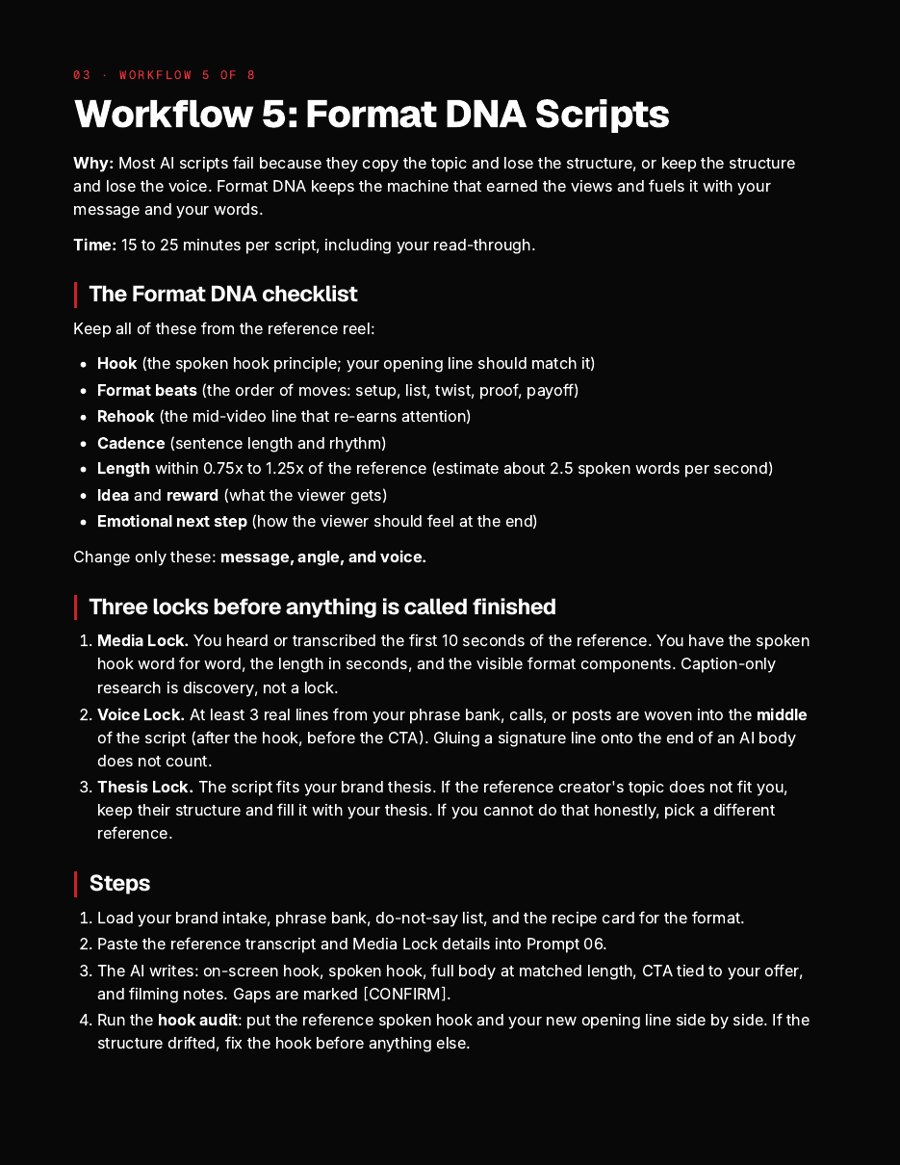 03 · WORKFLOW 5 OF 8
Workflow 5: Format DNA Scripts
Why: Most AI scripts fail because they copy the topic and lose the structure, or keep the structure
and lose the voice. Format DNA keeps the machine that earned the views and fuels it with your
message and your words.
Time: 15 to 25 minutes per script, including your read-through.
The Format DNA checklist
Keep all of these from the reference reel:
• Hook (the spoken hook principle; your opening line should match it)
• Format beats (the order of moves: setup, list, twist, proof, payoff)
• Rehook (the mid-video line that re-earns attention)
• Cadence (sentence length and rhythm)
• Length within 0.75x to 1.25x of the reference (estimate about 2.5 spoken words per second)
• Idea and reward (what the viewer gets)
• Emotional next step (how the viewer should feel at the end)
Change only these: message, angle, and voice.
Three locks before anything is called finished
1. Media Lock. You heard or transcribed the first 10 seconds of the reference. You have the spoken
hook word for word, the length in seconds, and the visible format components. Caption-only
research is discovery, not a lock.
2. Voice Lock. At least 3 real lines from your phrase bank, calls, or posts are woven into the middle
of the script (after the hook, before the CTA). Gluing a signature line onto the end of an AI body
does not count.
3. Thesis Lock. The script fits your brand thesis. If the reference creator's topic does not fit you,
keep their structure and fill it with your thesis. If you cannot do that honestly, pick a different
reference.
Steps
1. Load your brand intake, phrase bank, do-not-say list, and the recipe card for the format.
2. Paste the reference transcript and Media Lock details into Prompt 06.
3. The AI writes: on-screen hook, spoken hook, full body at matched length, CTA tied to your offer,
and filming notes. Gaps are marked [CONFIRM].
4. Run the hook audit: put the reference spoken hook and your new opening line side by side. If the
structure drifted, fix the hook before anything else.